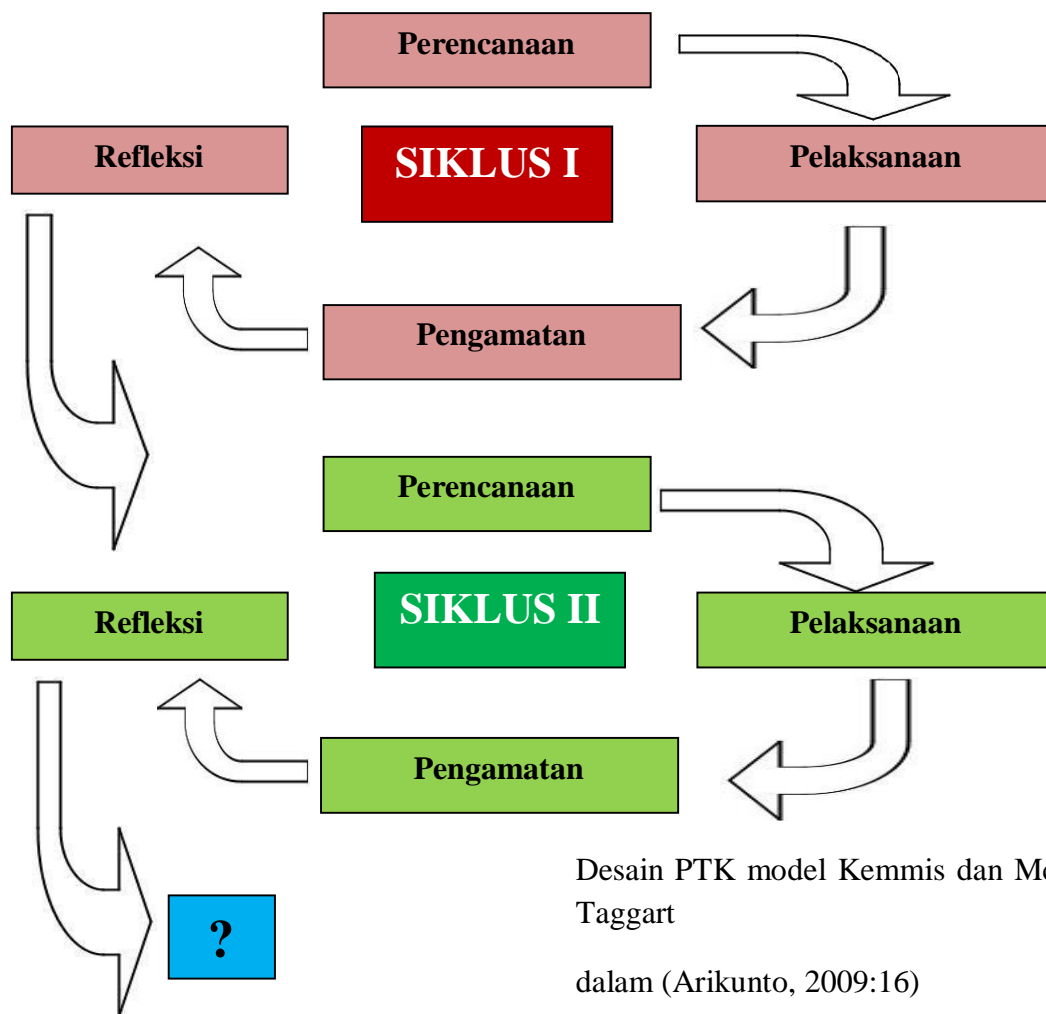 Perencanaan
Refleksi
SIKLUS I
Pelaksanaan
Pengamatan
Perencanaan
Refleksi
SIKLUS II
Pelaksanaan
Pengamatan
?
Desain PTK model Kemmis dan
Taggart
dalam (Arikunto, 2009:16)